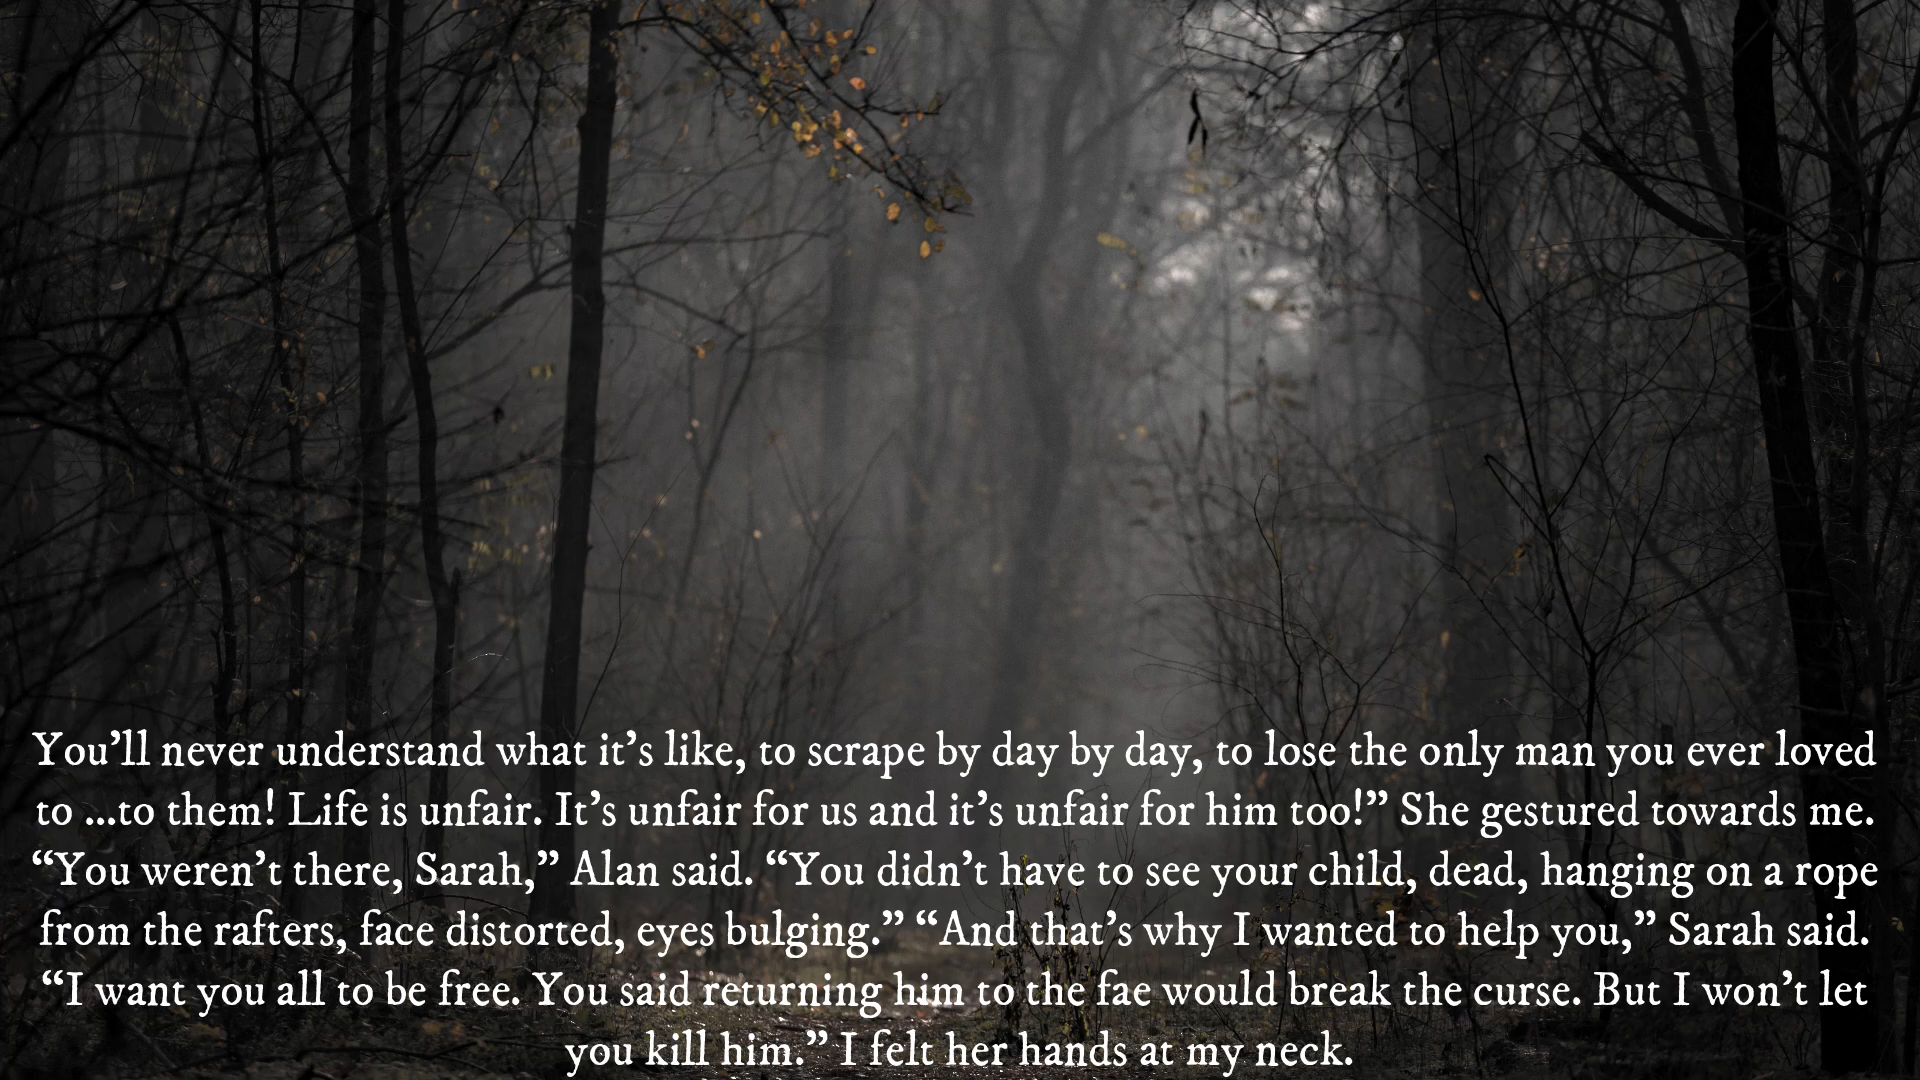 You’ll never understand what it’s like, to scrape by day by day, to lose the only man you ever loved
to ...to them! Life is unfair. It’s unfair for us and it’s unfair for him too!” She gestured towards me.
“You weren’t there, Sarah,” Alan said. “You didn’t have to see your child, dead, hanging on a rope
from the rafters, face distorted, eyes bulging.” “And that’s why I wanted to help you,” Sarah said.
“I want you all to be free. You said returning him to the fae would break the curse. But I won’t let
you kill him.” I felt her hands at my neck.